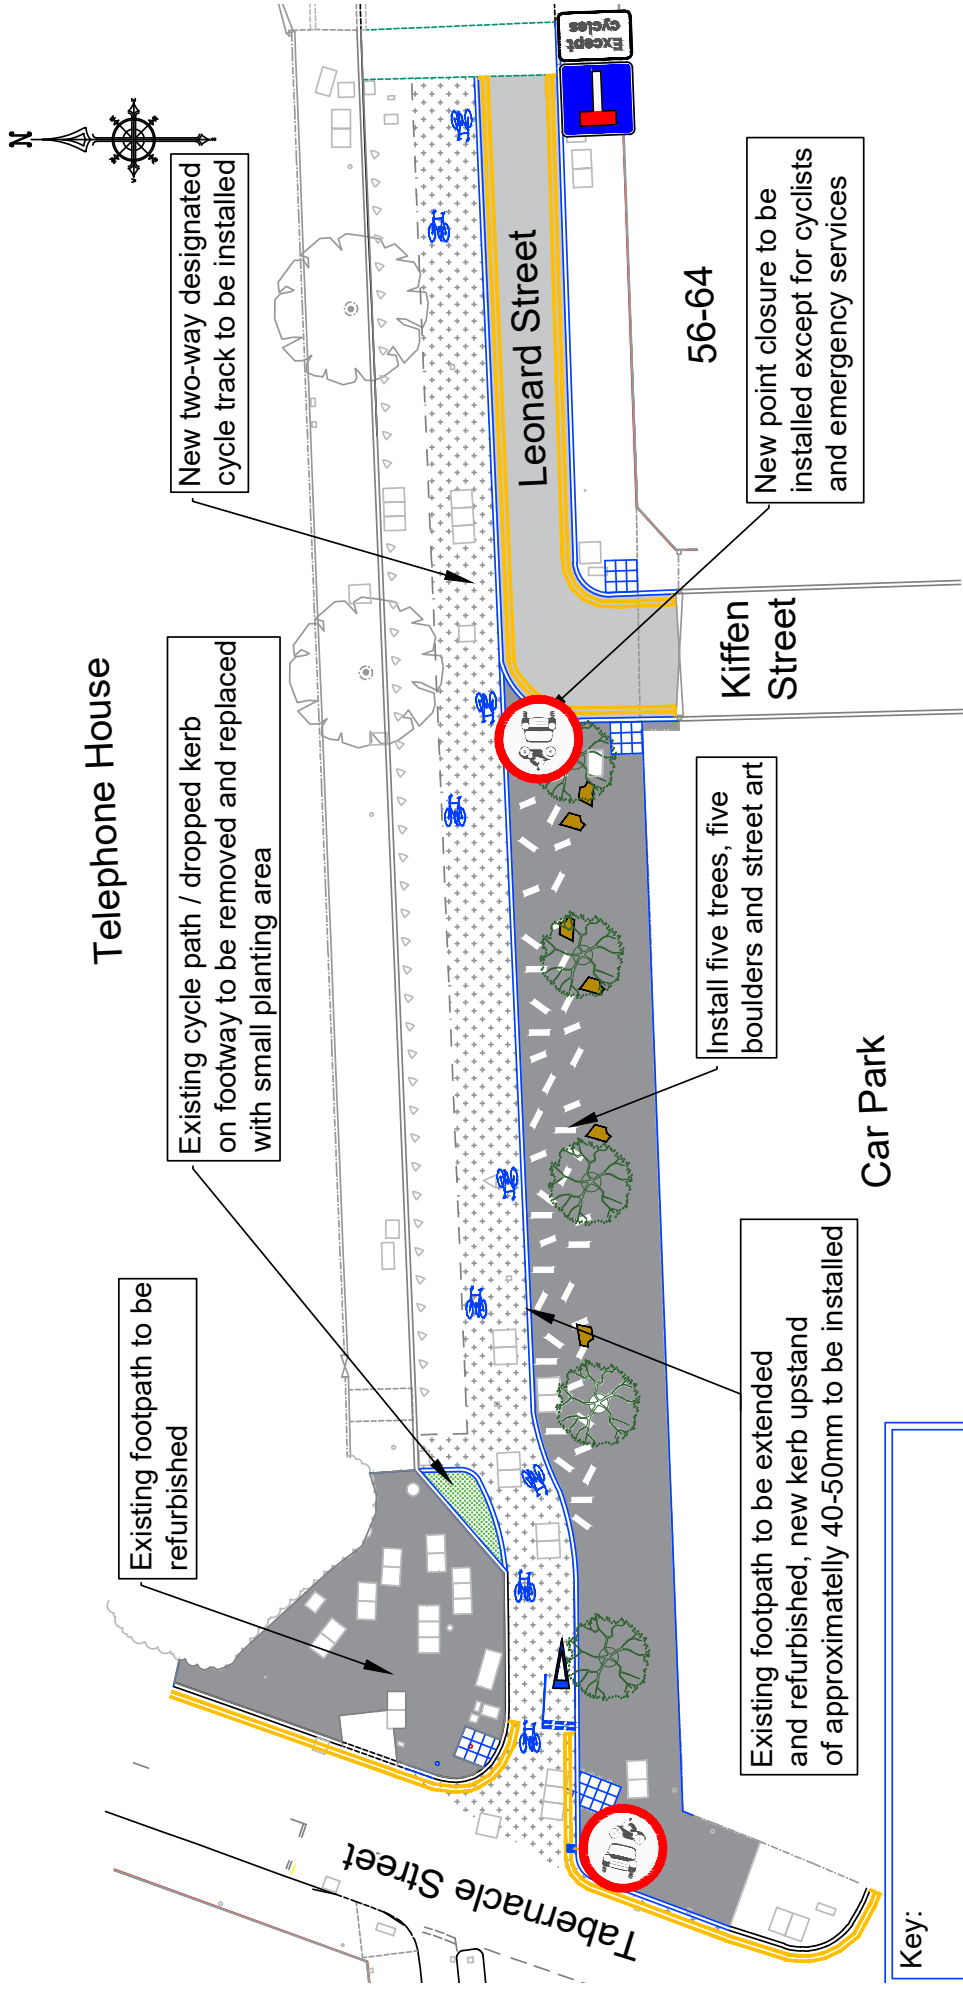 N
Except
cycles
New two-way designated
cycle track to be installed
Telephone House
Existing cycle path / dropped kerb
on footway to be removed and replaced
with small planting area
Existing footpath to be
refurbished
Leonard Street
56-64
New point closure to be
installed except for cyclists
and emergency services
Kiffen
Street
Install five trees, five
boulders and street art
Car Park
Existing footpath to be extended
and refurbished, new kerb upstand
of approximatelly 40-50mm to be installed
Tabernacle Street
Key: